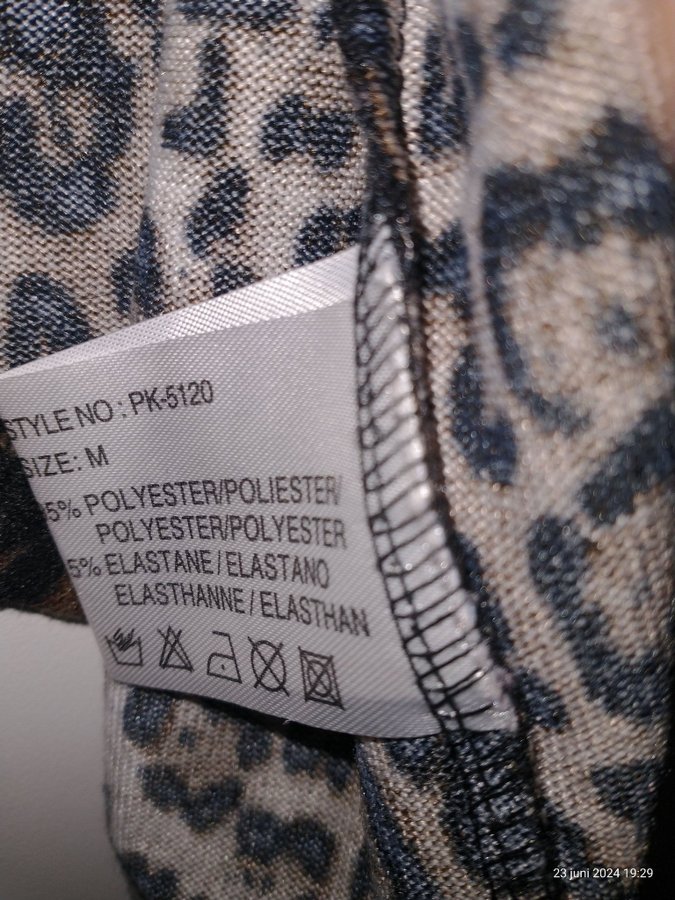 STYLE NO : PK-5120
SIZE: M
5% POLYESTER/POLIESTER/
POLYESTER/POLYESTER
5% ELASTANE / ELASTANO
ELASTHANNE / ELASTHAN
23 juni 2024 19:29